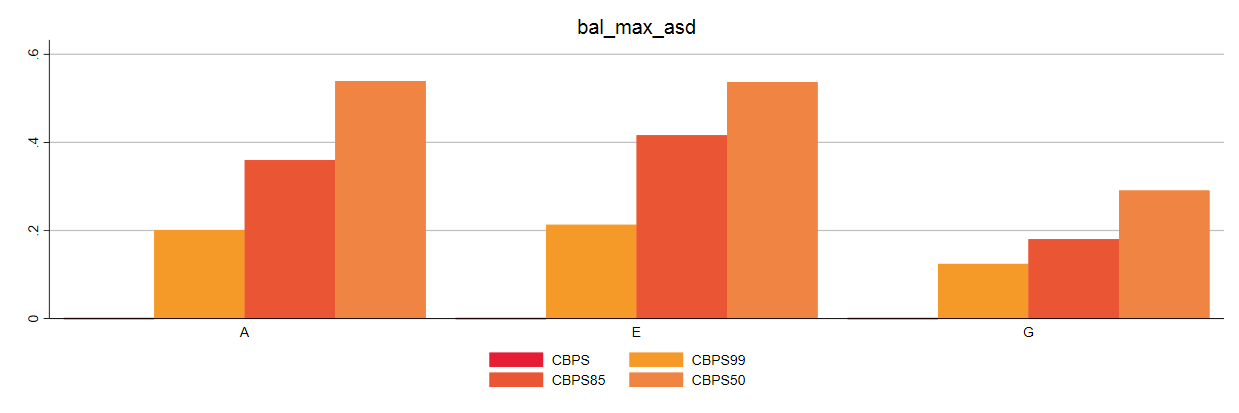 bal_max_asd
.6
.4
.2
0
A E G
CBPS CBPS99
CBPS85 CBPS50